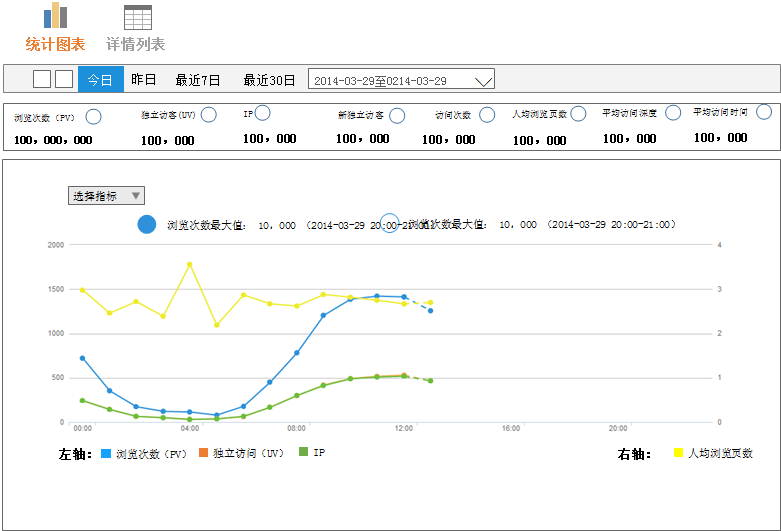 统计图表 详情列表
今日 昨日 最近7日 最近30日 2014-03-29至0214-03-29
浏览次数（PV） 独立访客(UV) IP 新独立访客 访问次数 人均浏览页数 平均访问深度 平均访问时间
100，000，000 100，000 100，000 100，000 100，000 100，000 100，000 100，000
选择指标
浏览次数最大值： 10，000 （2014-03-29 20:00-21:00） 浏览次数最大值： 10，000 （2014-03-29 20:00-21:00）
2000 4
1500 3
1000 2
500 1
0 0
00:00 04:00 08:00 12:00 16:00 20:00
左轴： 浏览次数（PV） 独立访问（UV） IP 右轴： 人均浏览页数